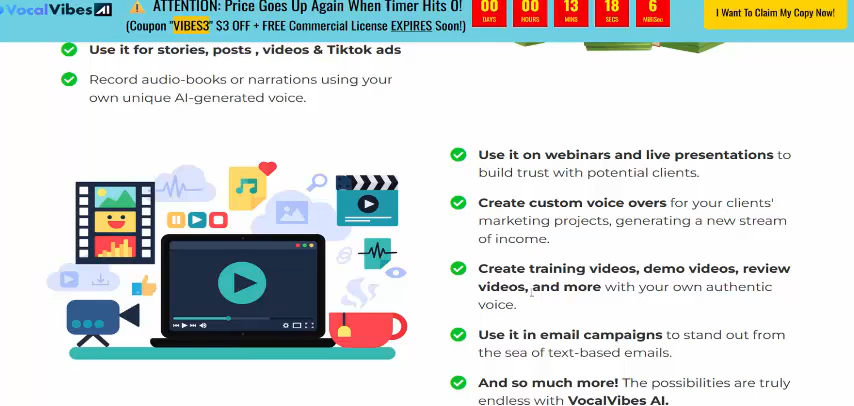 VocalVibes AI
ATTENTION: Price Goes Up Again When Timer Hits 0!
(Coupon "VIBES3" $3 OFF + FREE Commercial License EXPIRES Soon!)
00 00 13 18 6
DAYS HOURS MINS SECS MilliSec
I Want To Claim My Copy Now!
Use it for stories, posts , videos & Tiktok ads
Record audio-books or narrations using your
own unique AI-generated voice.
Use it on webinars and live presentations to
build trust with potential clients.
Create custom voice overs for your clients'
marketing projects, generating a new stream
of income.
Create training videos, demo videos, review
videos, and more with your own authentic
voice.
Use it in email campaigns to stand out from
the sea of text-based emails.
And so much more! The possibilities are truly
endless with VocalVibes AI.